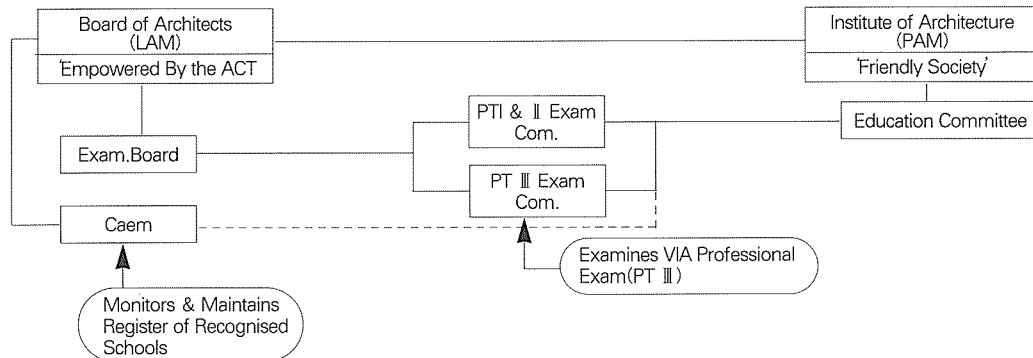 Board of Architects
(LAM)
'Empowered By the ACT
Institute of Architecture
(PAM)
'Friendly Society'
PTI & Ⅱ Exam
Com.
Education Committee
Exam.Board
PT Ⅲ Exam
Com.
Caem
Examines VIA Professional
Exam(PT Ⅲ)
Monitors & Maintains
Register of Recognised
Schools